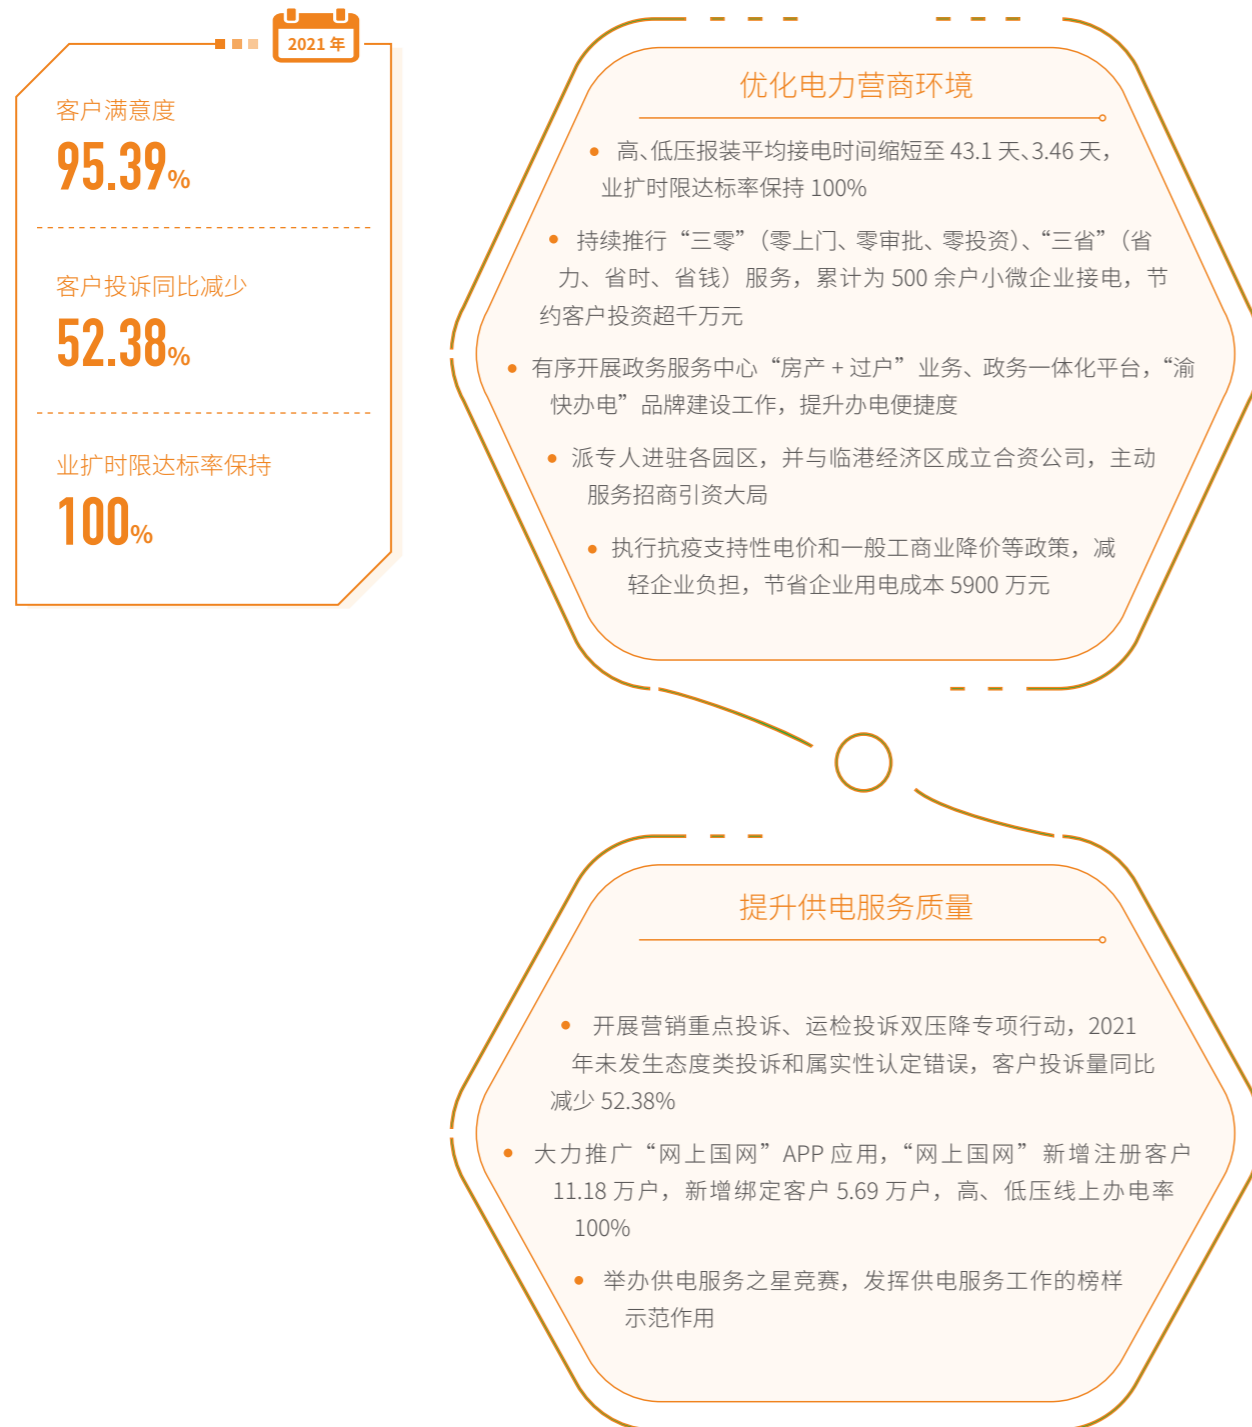 2021 年
客户满意度
95.39%
客户投诉同比减少
52.38%
业扩时限达标率保持
100%
优化电力营商环境
• 高、低压报装平均接电时间缩短至 43.1 天、3.46 天，
业扩时限达标率保持 100%
• 持续推行“三零”（零上门、零审批、零投资）、“三省”（省
力、省时、省钱）服务，累计为 500 余户小微企业接电，节
约客户投资超千万元
• 有序开展政务服务中心“房产 + 过户”业务、政务一体化平台，“渝
快办电”品牌建设工作，提升办电便捷度
• 派专人进驻各园区，并与临港经济区成立合资公司，主动
服务招商引资大局
• 执行抗疫支持性电价和一般工商业降价等政策，减
轻企业负担，节省企业用电成本 5900 万元
提升供电服务质量
• 开展营销重点投诉、运检投诉双压降专项行动，2021
年未发生态度类投诉和属实性认定错误，客户投诉量同比
减少 52.38%
• 大力推广“网上国网”APP 应用，“网上国网”新增注册客户
11.18 万户，新增绑定客户 5.69 万户，高、低压线上办电率
100%
• 举办供电服务之星竞赛，发挥供电服务工作的榜样
示范作用